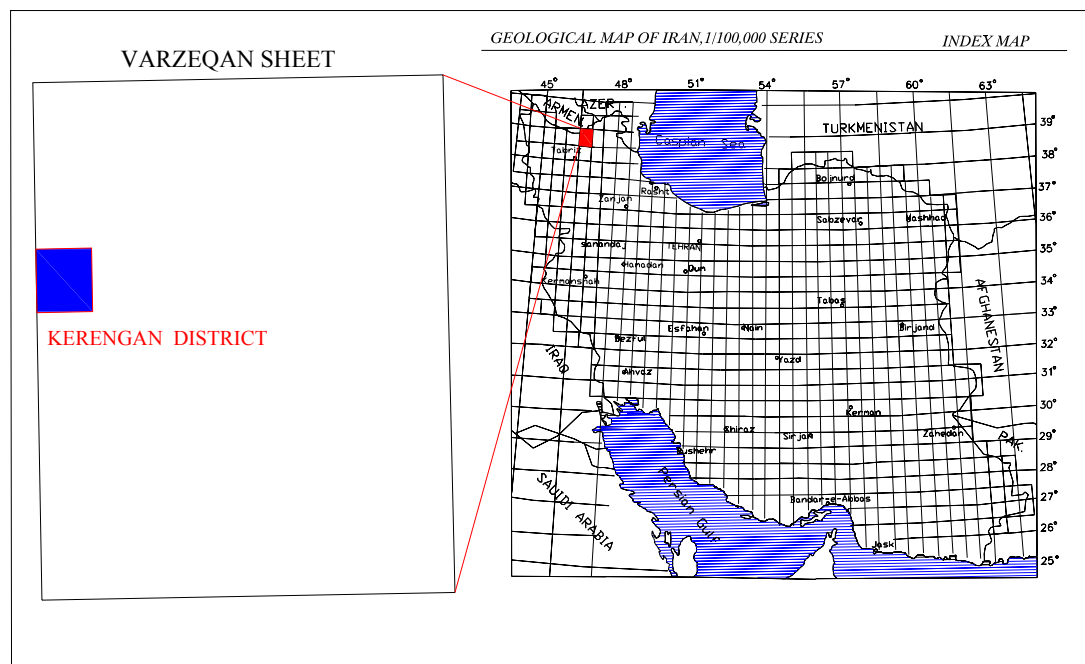 VARZEQAN SHEET
KERENGAN DISTRICT
GEOLOGICAL MAP OF IRAN,1/100,000 SERIES
INDEX MAP
45° 48° 51° 54° 57° 60° 63°
AZER.
ARMEN.
TURKMENISTAN
Caspian Sea
39°
38°
37°
36°
35°
34°
33°
32°
31°
30°
29°
28°
27°
26°
25°
Tabriz
Rasht
Zanjan
Bojnurd
Sabzevar
Mashhad
Sananda
TEHRAN
Hamadan
Qum
Kermanshah
Tabas
AFGHANESTAN
Esfahan
Nain
Birjand
Dezful
Yazd
IRAQ
Ahvaz
Kerman
Shiraz
Sirjan
Zahedan
PAK.
Bushehr
SAUIDI ARABIA
Persian Gulf
Bandar-e-Abbas
Jask